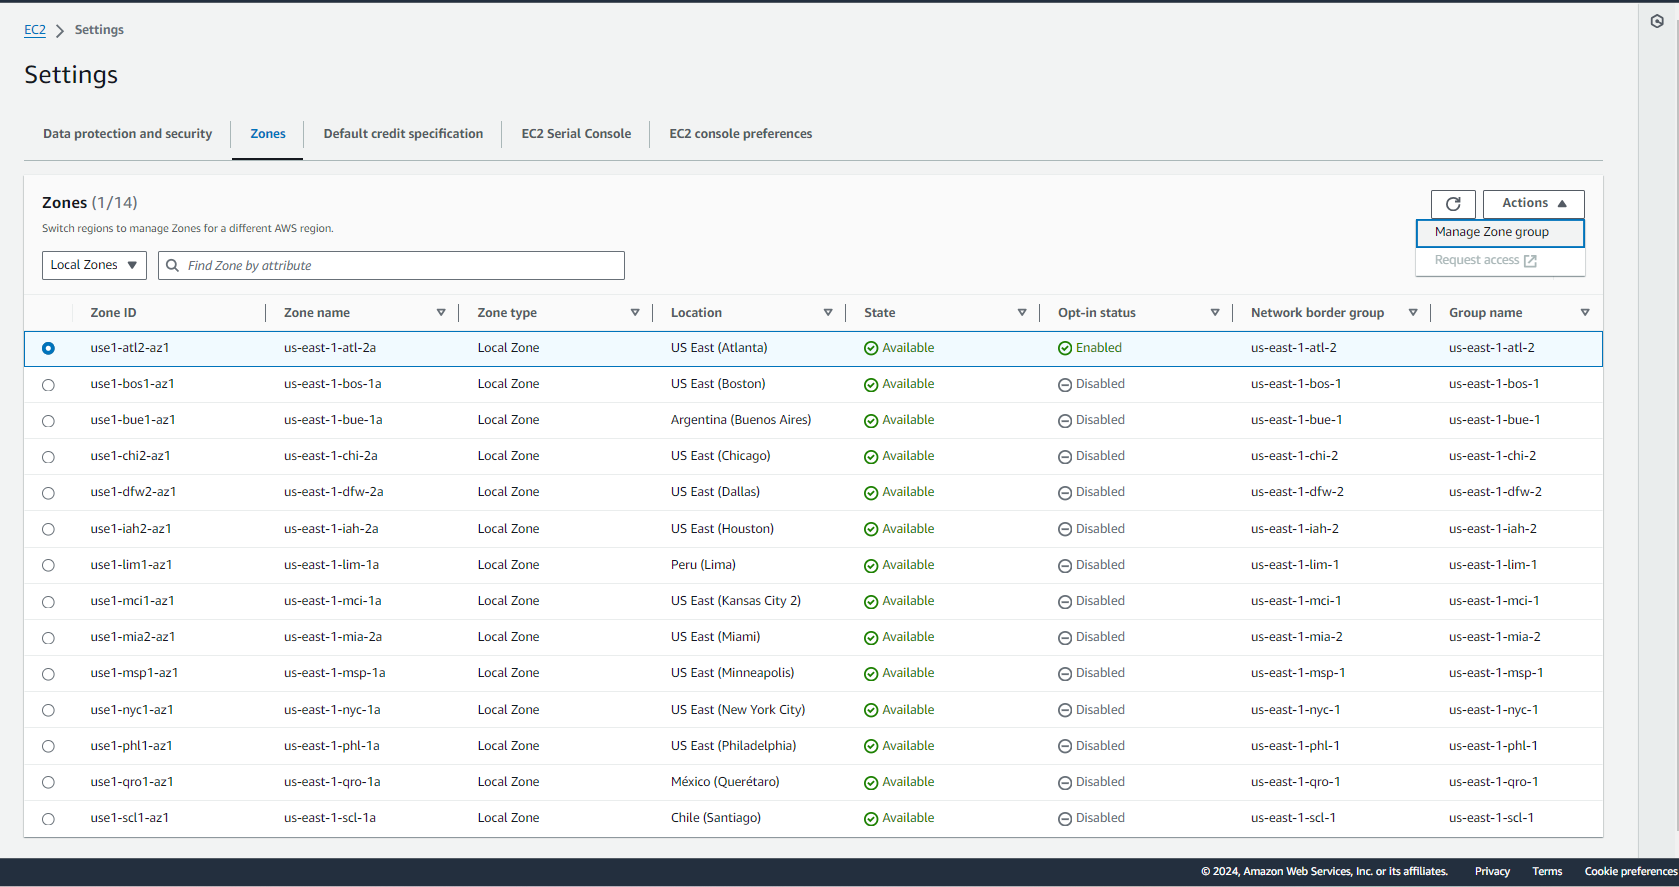 EC2 > Settings
Settings
Data protection and security
Zones
Default credit specification
EC2 Serial Console
EC2 console preferences
Zones (1/14)
Switch regions to manage Zones for a different AWS region.
Actions
Manage Zone group
Request access
Local Zones
Find Zone by attribute
Zone ID Zone name Zone type Location State Opt-in status Network border group Group name
use1-atl2-az1 us-east-1-atl-2a Local Zone US East (Atlanta) Available Enabled us-east-1-atl-2 us-east-1-atl-2
use1-bos1-az1 us-east-1-bos-1a Local Zone US East (Boston) Available Disabled us-east-1-bos-1 us-east-1-bos-1
use1-bue1-az1 us-east-1-bue-1a Local Zone Argentina (Buenos Aires) Available Disabled us-east-1-bue-1 us-east-1-bue-1
use1-chi2-az1 us-east-1-chi-2a Local Zone US East (Chicago) Available Disabled us-east-1-chi-2 us-east-1-chi-2
use1-dfw2-az1 us-east-1-dfw-2a Local Zone US East (Dallas) Available Disabled us-east-1-dfw-2 us-east-1-dfw-2
use1-iah2-az1 us-east-1-iah-2a Local Zone US East (Houston) Available Disabled us-east-1-iah-2 us-east-1-iah-2
use1-lim1-az1 us-east-1-lim-1a Local Zone Peru (Lima) Available Disabled us-east-1-lim-1 us-east-1-lim-1
use1-mci1-az1 us-east-1-mci-1a Local Zone US East (Kansas City 2) Available Disabled us-east-1-mci-1 us-east-1-mci-1
use1-mia2-az1 us-east-1-mia-2a Local Zone US East (Miami) Available Disabled us-east-1-mia-2 us-east-1-mia-2
use1-msp1-az1 us-east-1-msp-1a Local Zone US East (Minneapolis) Available Disabled us-east-1-msp-1 us-east-1-msp-1
use1-nyc1-az1 us-east-1-nyc-1a Local Zone US East (New York City) Available Disabled us-east-1-nyc-1 us-east-1-nyc-1
use1-phl1-az1 us-east-1-phl-1a Local Zone US East (Philadelphia) Available Disabled us-east-1-phl-1 us-east-1-phl-1
use1-qro1-az1 us-east-1-qro-1a Local Zone México (Querétaro) Available Disabled us-east-1-qro-1 us-east-1-qro-1
use1-scl1-az1 us-east-1-scl-1a Local Zone Chile (Santiago) Available Disabled us-east-1-scl-1 us-east-1-scl-1
© 2024, Amazon Web Services, Inc. or its affiliates. Privacy Terms Cookie preferences